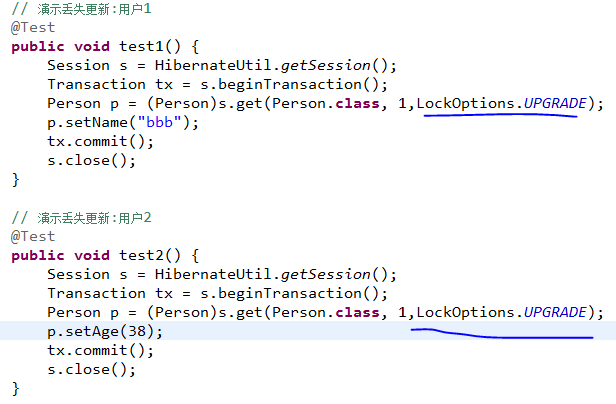 // 演示丢失更新:用户1
@Test
public void test1() {
    Session s = HibernateUtil.getSession();
    Transaction tx = s.beginTransaction();
    Person p = (Person)s.get(Person.class, 1,LockOptions.UPGRADE);
    p.setName("bbb");
    tx.commit();
    s.close();
}
// 演示丢失更新:用户2
@Test
public void test2() {
    Session s = HibernateUtil.getSession();
    Transaction tx = s.beginTransaction();
    Person p = (Person)s.get(Person.class, 1,LockOptions.UPGRADE);
    p.setAge(38);
    tx.commit();
    s.close();
}